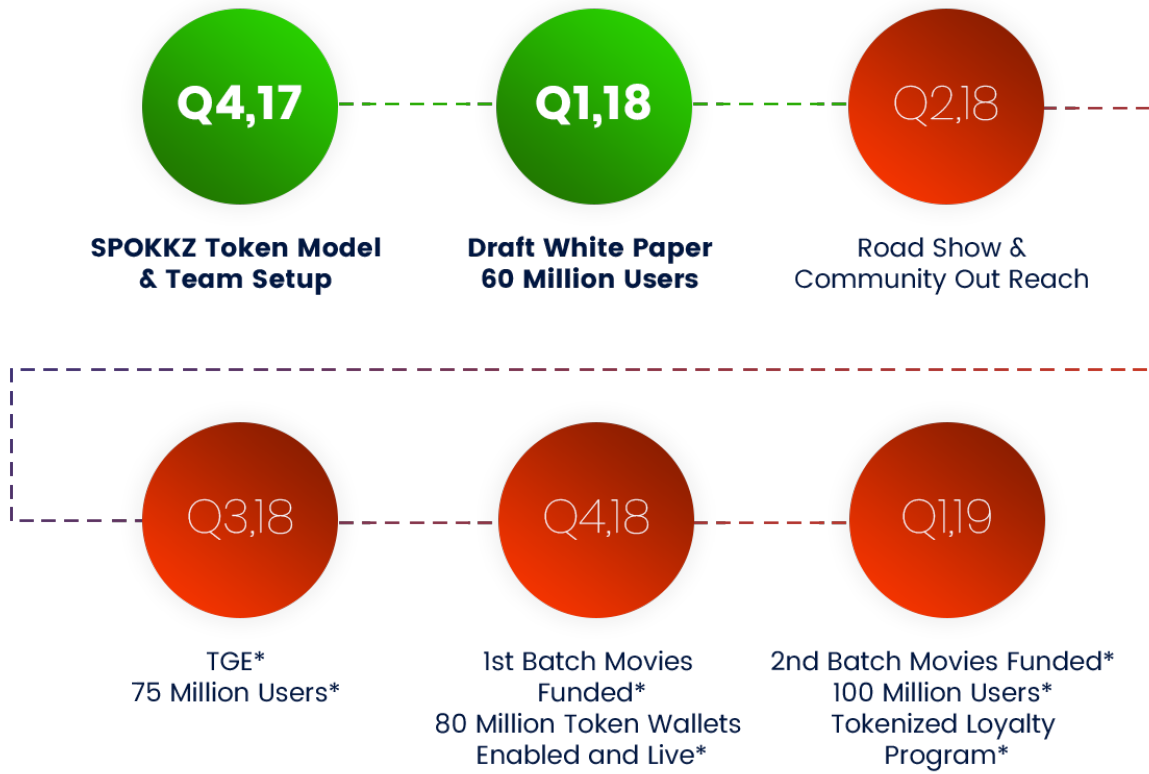 Q4,17
Q1,18
Q2,18
SPOKKZ Token Model
& Team Setup
Draft White Paper
60 Million Users
Road Show &
Community Out Reach
Q3,18
Q4,18
Q1,19
TGE*
75 Million Users*
1st Batch Movies
Funded*
80 Million Token Wallets
Enabled and Live*
2nd Batch Movies Funded*
100 Million Users*
Tokenized Loyalty
Program*